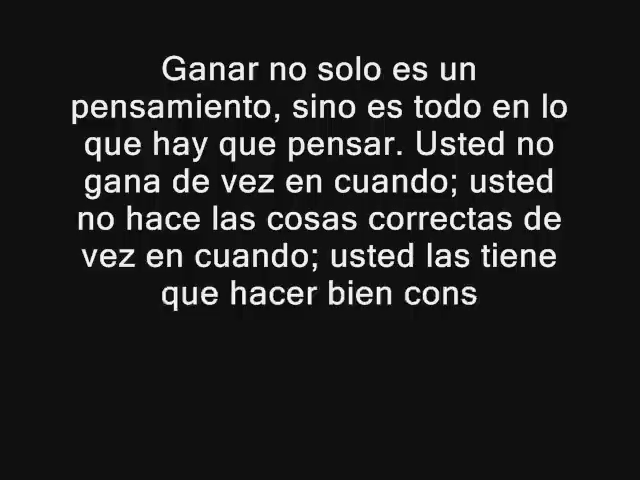 Ganar no solo es un
pensamiento, sino es todo en lo
que hay que pensar. Usted no
gana de vez en cuando; usted
no hace las cosas correctas de
vez en cuando; usted las tiene
que hacer bien cons